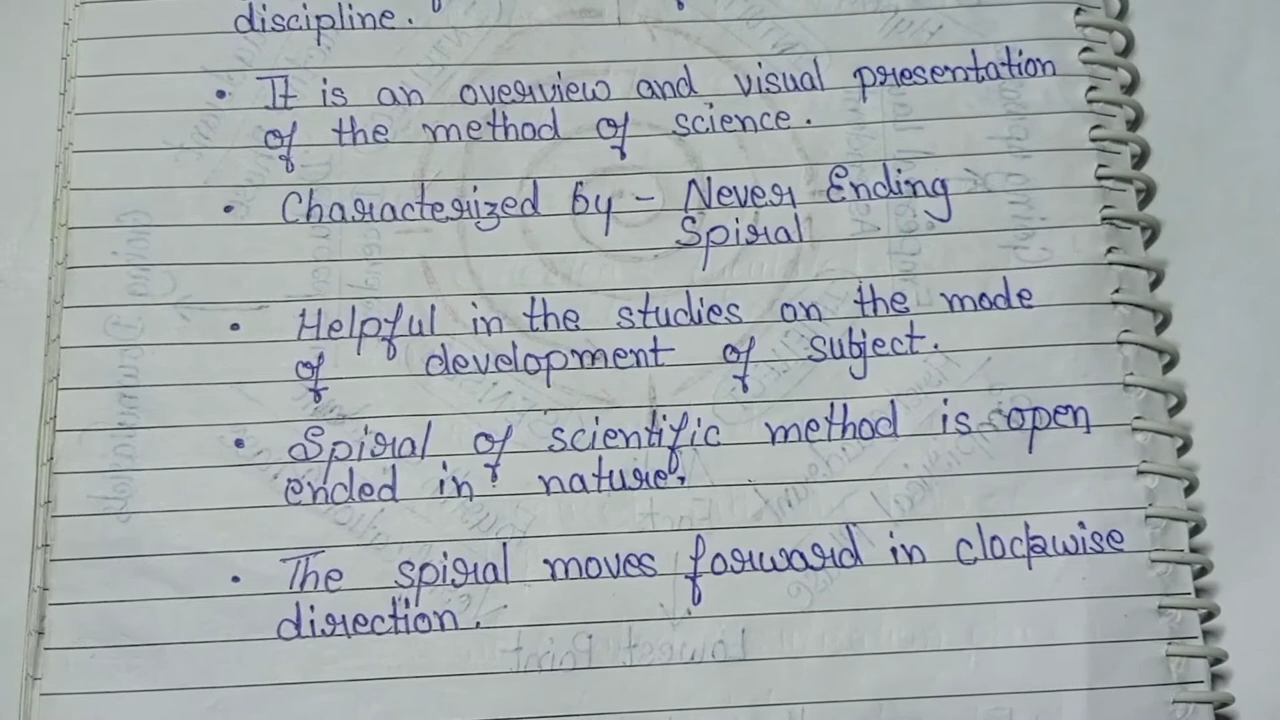 discipline.
• It is an overview and visual presentation
of the method of science.
• Characterized by - Never Ending
Spiral
• Helpful in the studies on the mode
of development of subject.
• Spiral of scientific method is open
ended in nature.
• The spiral moves forward in clockwise
direction.